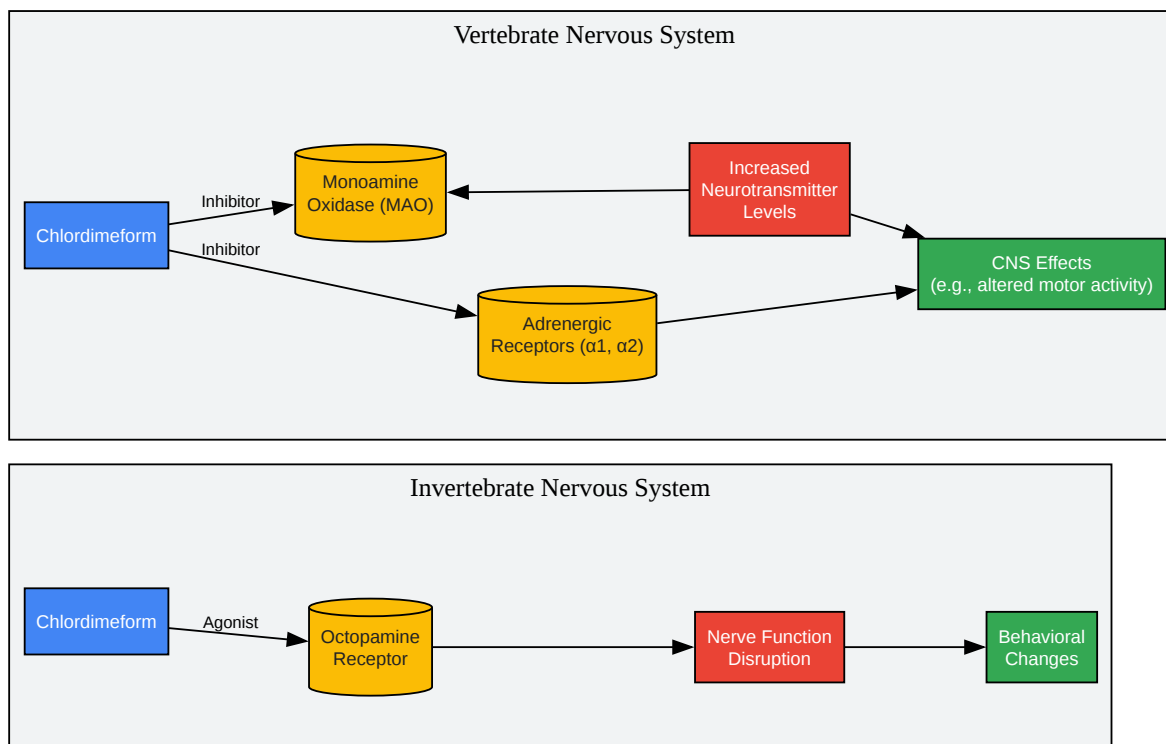 Vertebrate Nervous System
Monoamine
Oxidase (MAO)
Increased
Neurotransmitter
Levels
Inhibitor
Chlordimeform
Inhibitor
CNS Effects
(e.g., altered motor activity)
Adrenergic
Receptors (α1, α2)
Invertebrate Nervous System
Chlordimeform
Agonist
Octopamine
Receptor
Nerve Function
Disruption
Behavioral
Changes